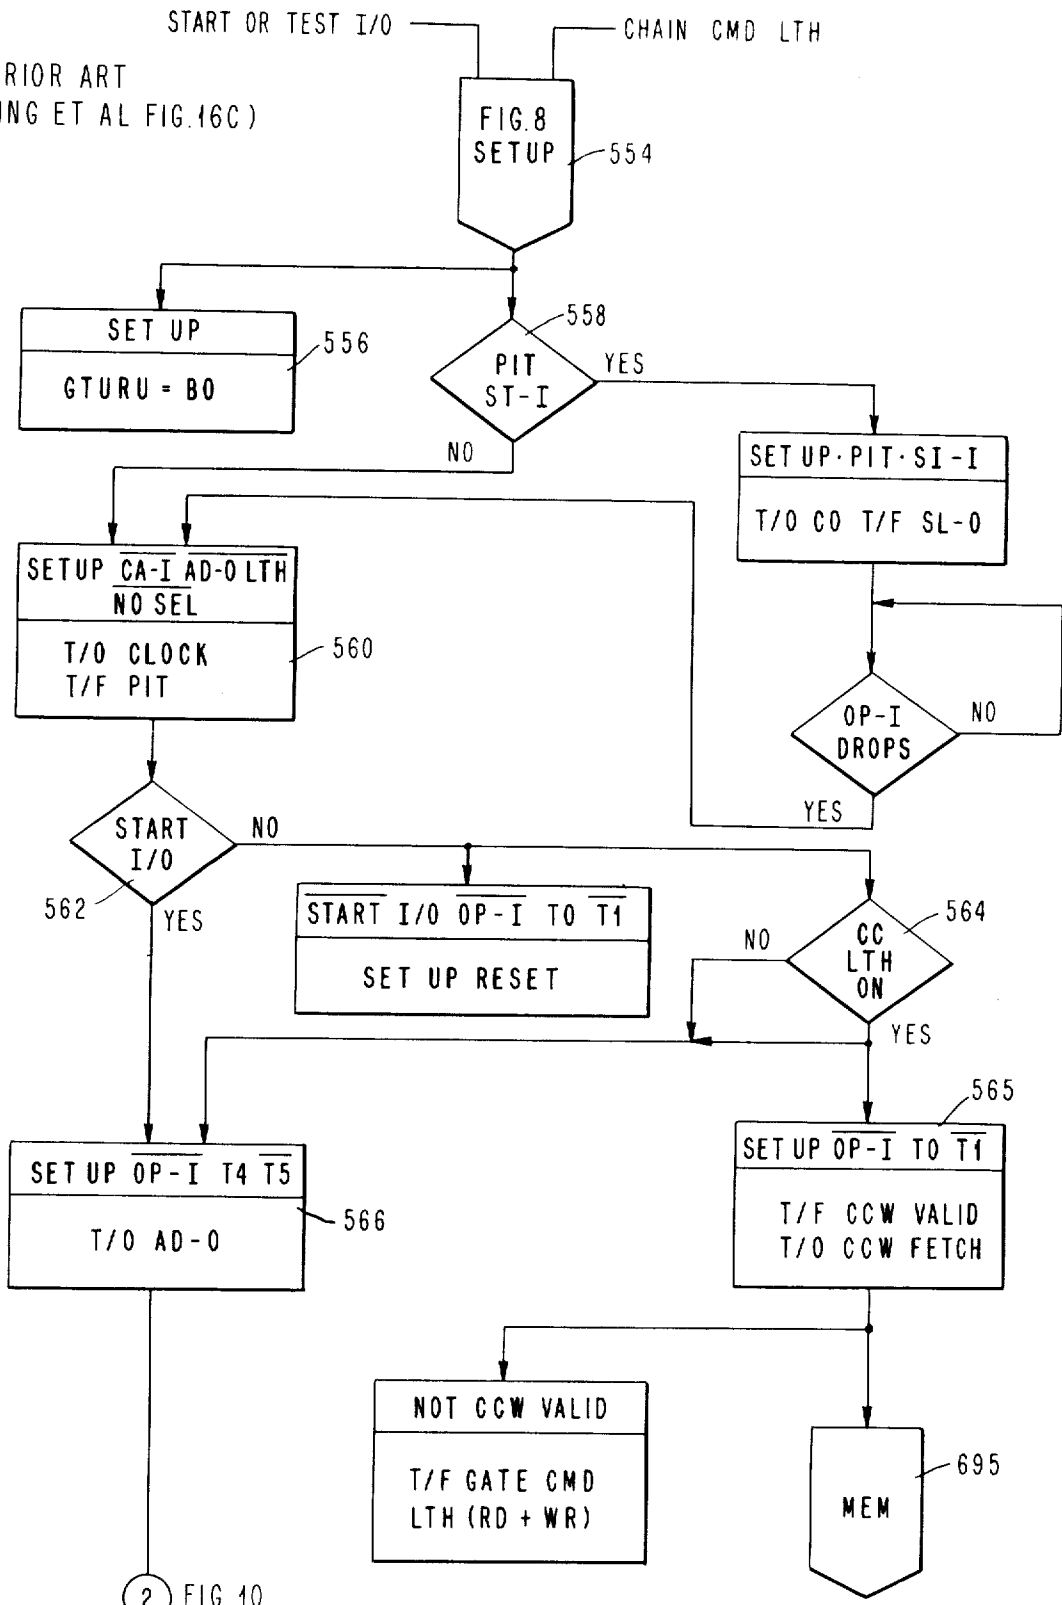 START OR TEST I/O
CHAIN CMD LTH
RIOR ART
ING ET AL FIG.16C)
FIG.8
SETUP
554
SET UP
GTURU = B0
556
558
PIT
ST-I
YES
NO
SET UP·PIT·SI-I
T/O CO T/F SL-O
SETUP CA-I AD-O LTH
NO SEL
T/O CLOCK
T/F PIT
560
OP-I
DROPS
NO
YES
START
I/O
NO
562
YES
START I/O OP-I TO T1
SET UP RESET
564
CC
LTH
ON
NO
YES
565
SET UP OP-I T4 T5
T/O AD-O
566
SET UP OP-I TO T1
T/F CCW VALID
T/O CCW FETCH
NOT CCW VALID
T/F GATE CMD
LTH (RD + WR)
MEM
695
2 FIG 10